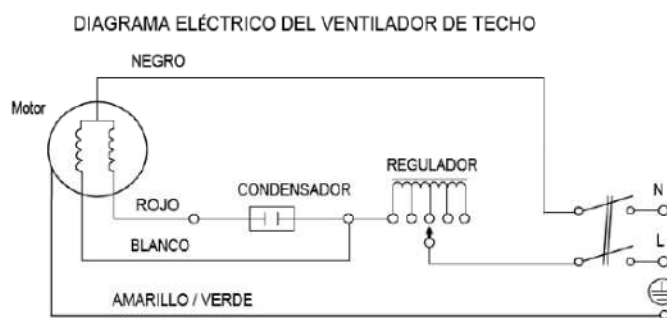 DIAGRAMA ELÉCTRICO DEL VENTILADOR DE TECHO
NEGRO
Motor
REGULADOR
CONDENSADOR
N
ROJO
L
BLANCO
AMARILLO / VERDE